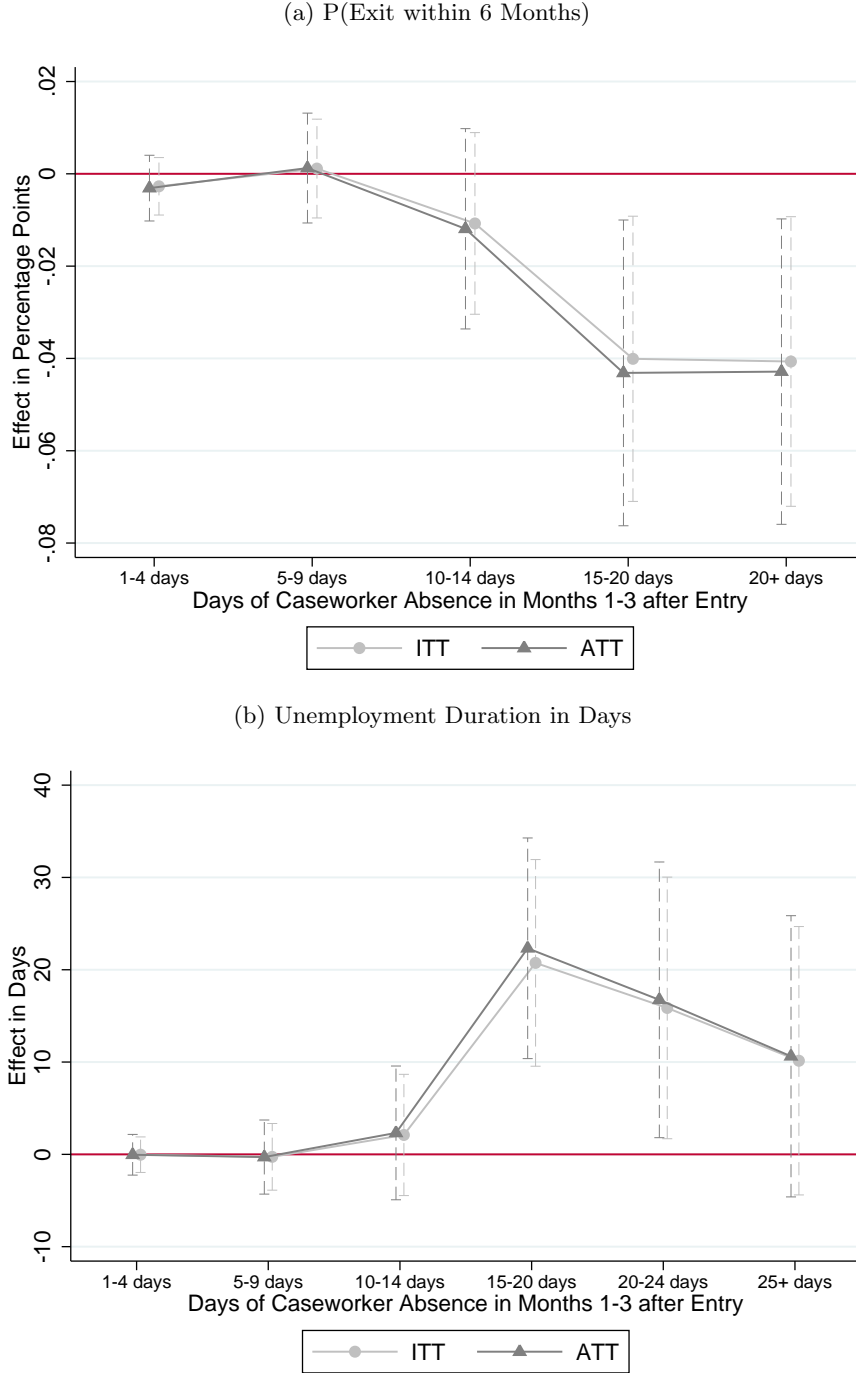 (a) P(Exit within 6 Months)
.02
0
-.02
-.04
-.06
-.08
Effect in Percentage Points
1-4 days 5-9 days 10-14 days 15-20 days 20+ days
Days of Caseworker Absence in Months 1-3 after Entry
ITT ATT
(b) Unemployment Duration in Days
40
30
20
10
0
-10
Effect in Days
1-4 days 5-9 days 10-14 days 15-20 days 20-24 days 25+ days
Days of Caseworker Absence in Months 1-3 after Entry
ITT ATT